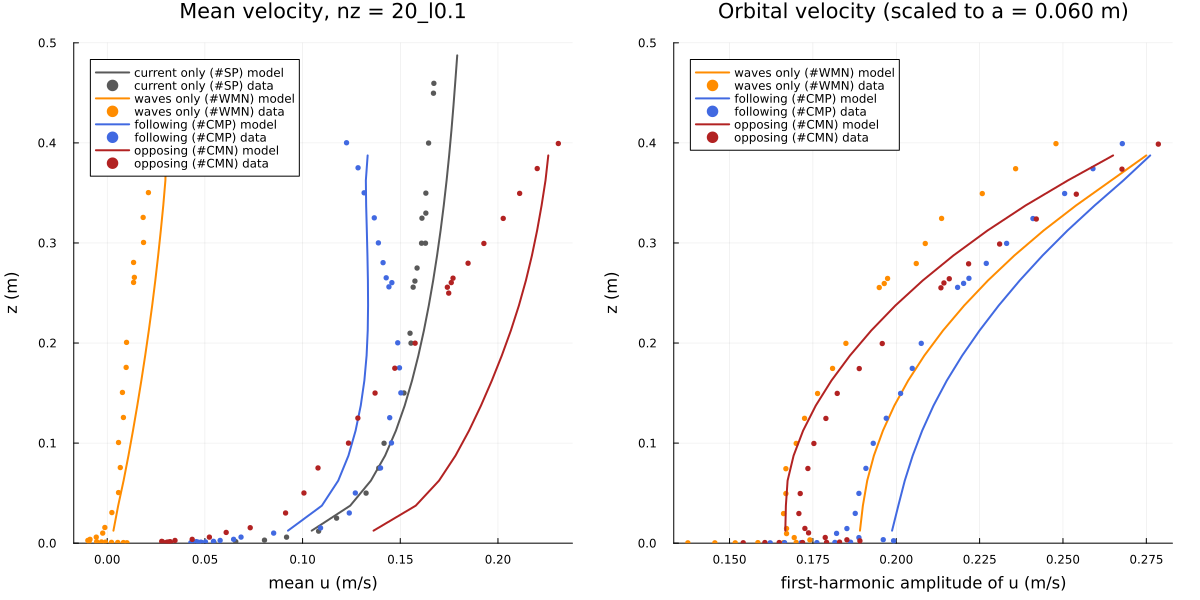 Mean velocity, nz = 20_l0.1
0.5
0.4
0.3
0.2
0.1
0.0
z (m)
current only (#SP) model
current only (#SP) data
waves only (#WMN) model
waves only (#WMN) data
following (#CMP) model
following (#CMP) data
opposing (#CMN) model
opposing (#CMN) data
0.00
0.05
0.10
0.15
0.20
mean u (m/s)
Orbital velocity (scaled to a = 0.060 m)
0.5
0.4
0.3
0.2
0.1
0.0
z (m)
waves only (#WMN) model
waves only (#WMN) data
following (#CMP) model
following (#CMP) data
opposing (#CMN) model
opposing (#CMN) data
0.150
0.175
0.200
0.225
0.250
0.275
first-harmonic amplitude of u (m/s)